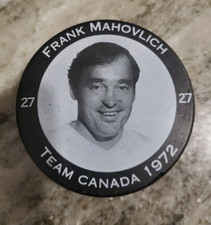 FRANK MAHOVLICH
27
27
TEAM CANADA 1972